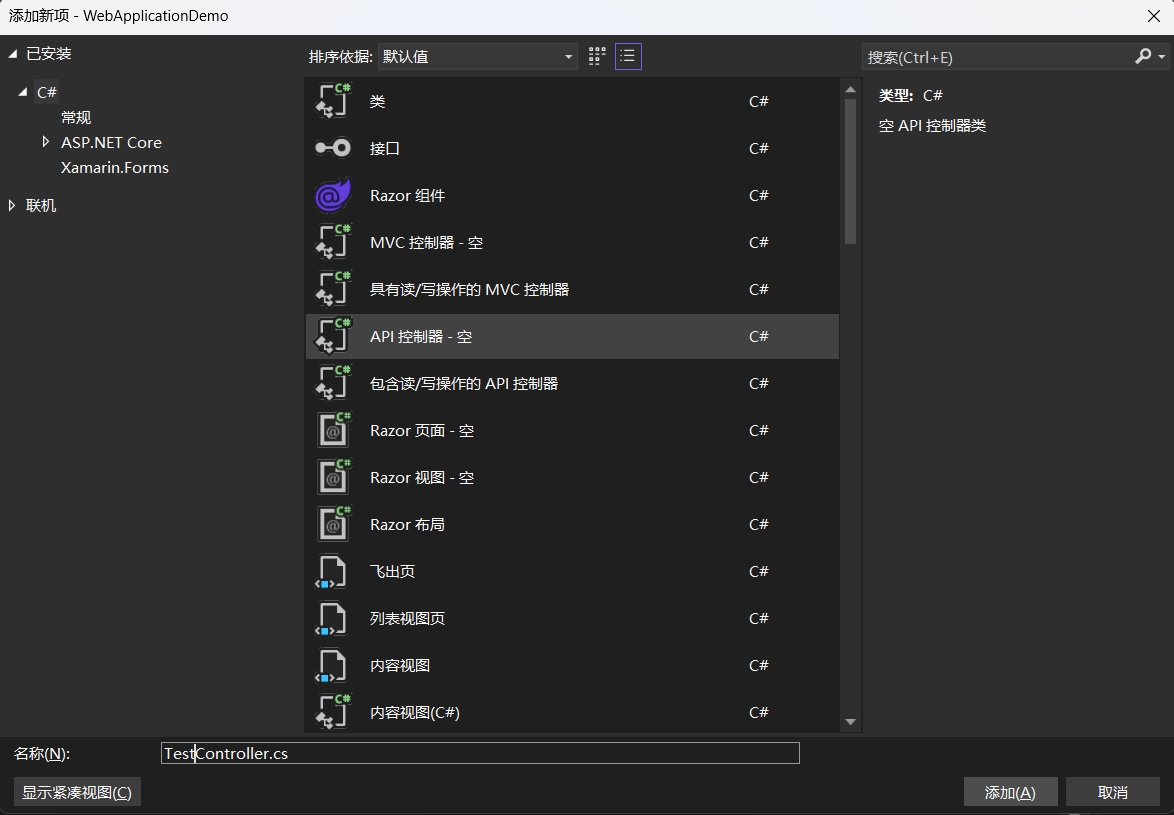 添加新项 - WebApplicationDemo
已安装
C#
常规
ASP.NET Core
Xamarin.Forms
联机
排序依据: 默认值
搜索(Ctrl+E)
类 C#
接口 C#
Razor 组件 C#
MVC 控制器 - 空 C#
具有读/写操作的 MVC 控制器 C#
API 控制器 - 空 C#
包含读/写操作的 API 控制器 C#
Razor 页面 - 空 C#
Razor 视图 - 空 C#
Razor 布局 C#
飞出页 C#
列表视图页 C#
内容视图 C#
内容视图(C#) C#
类型: C#
空 API 控制器类
名称(N): TestController.cs
显示紧凑视图(C)
添加(A) 取消